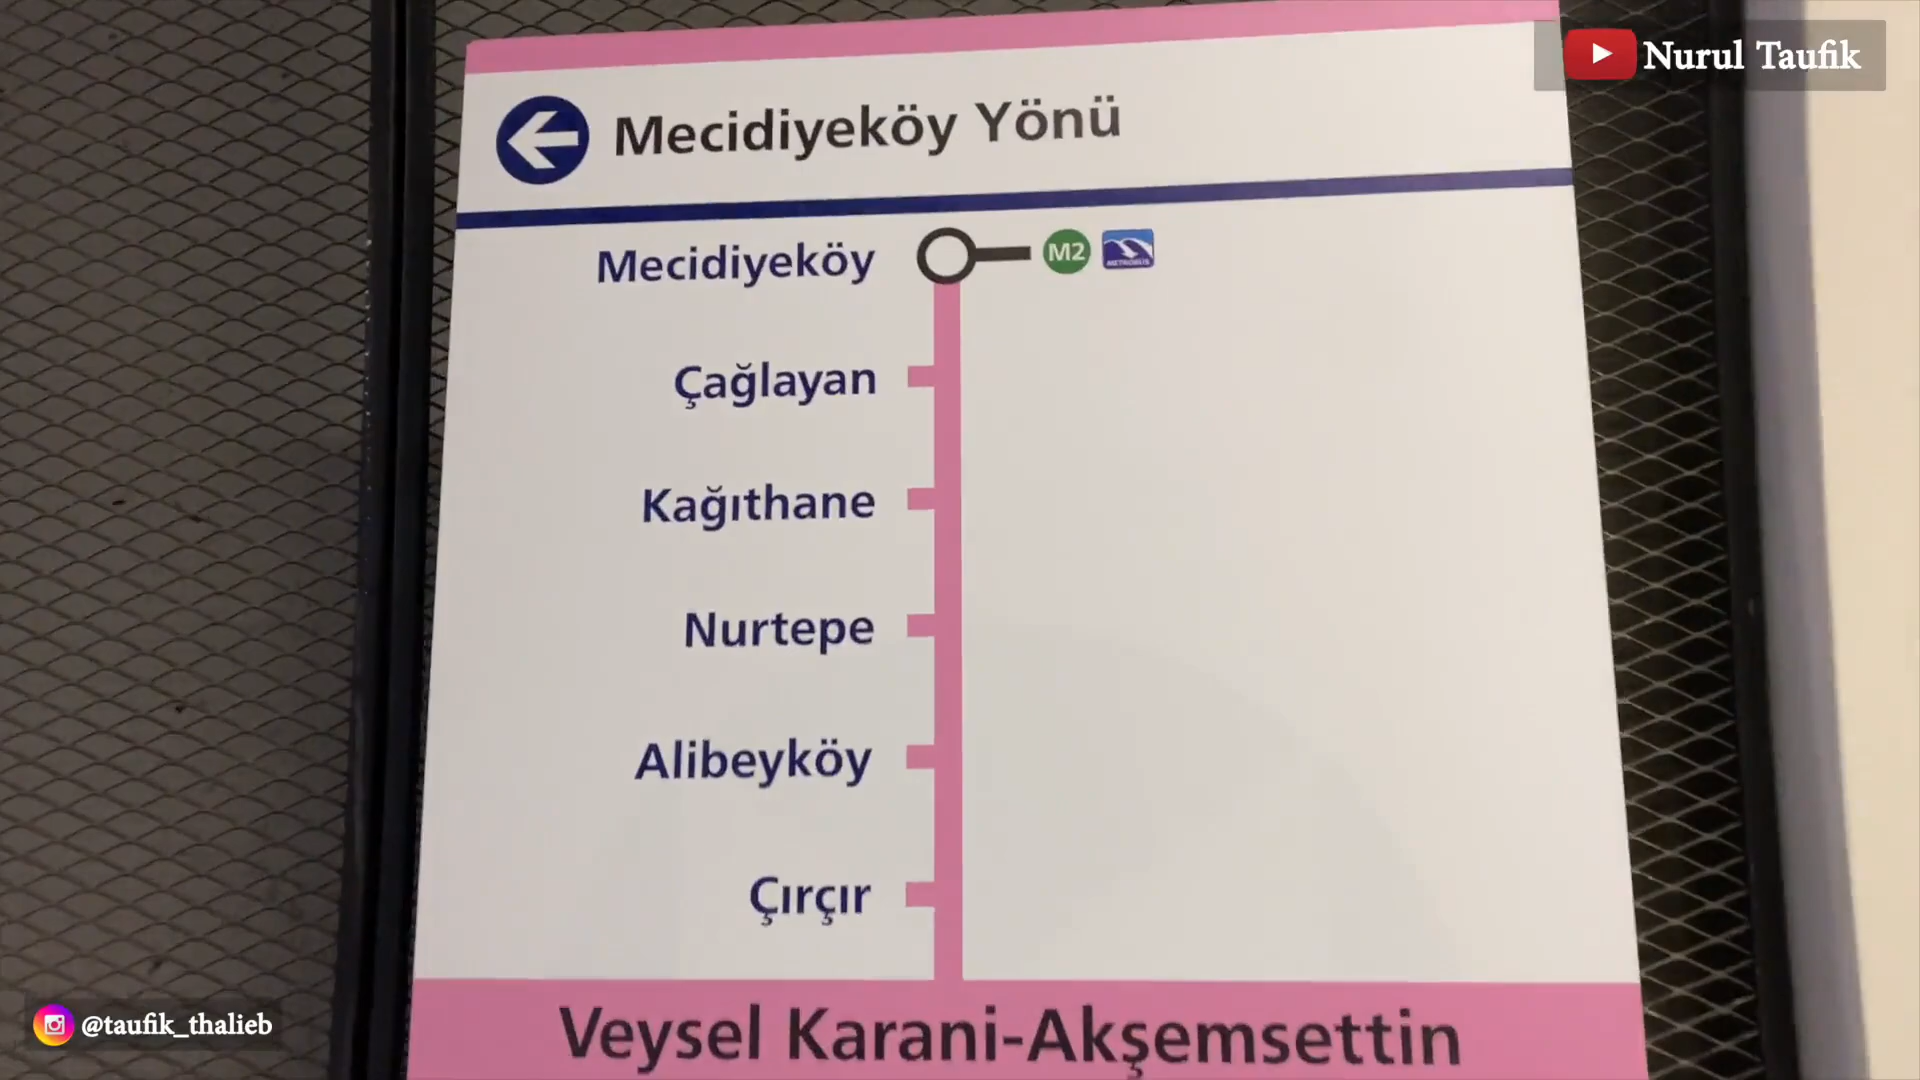 Nurul Taufik
Mecidiyeköy Yönü
Mecidiyeköy M2 METROBÜS
Çağlayan
Kağıthane
Nurtepe
Alibeyköy
Çırçır
Veysel Karani-Akşemsettin
@taufik_thalieb